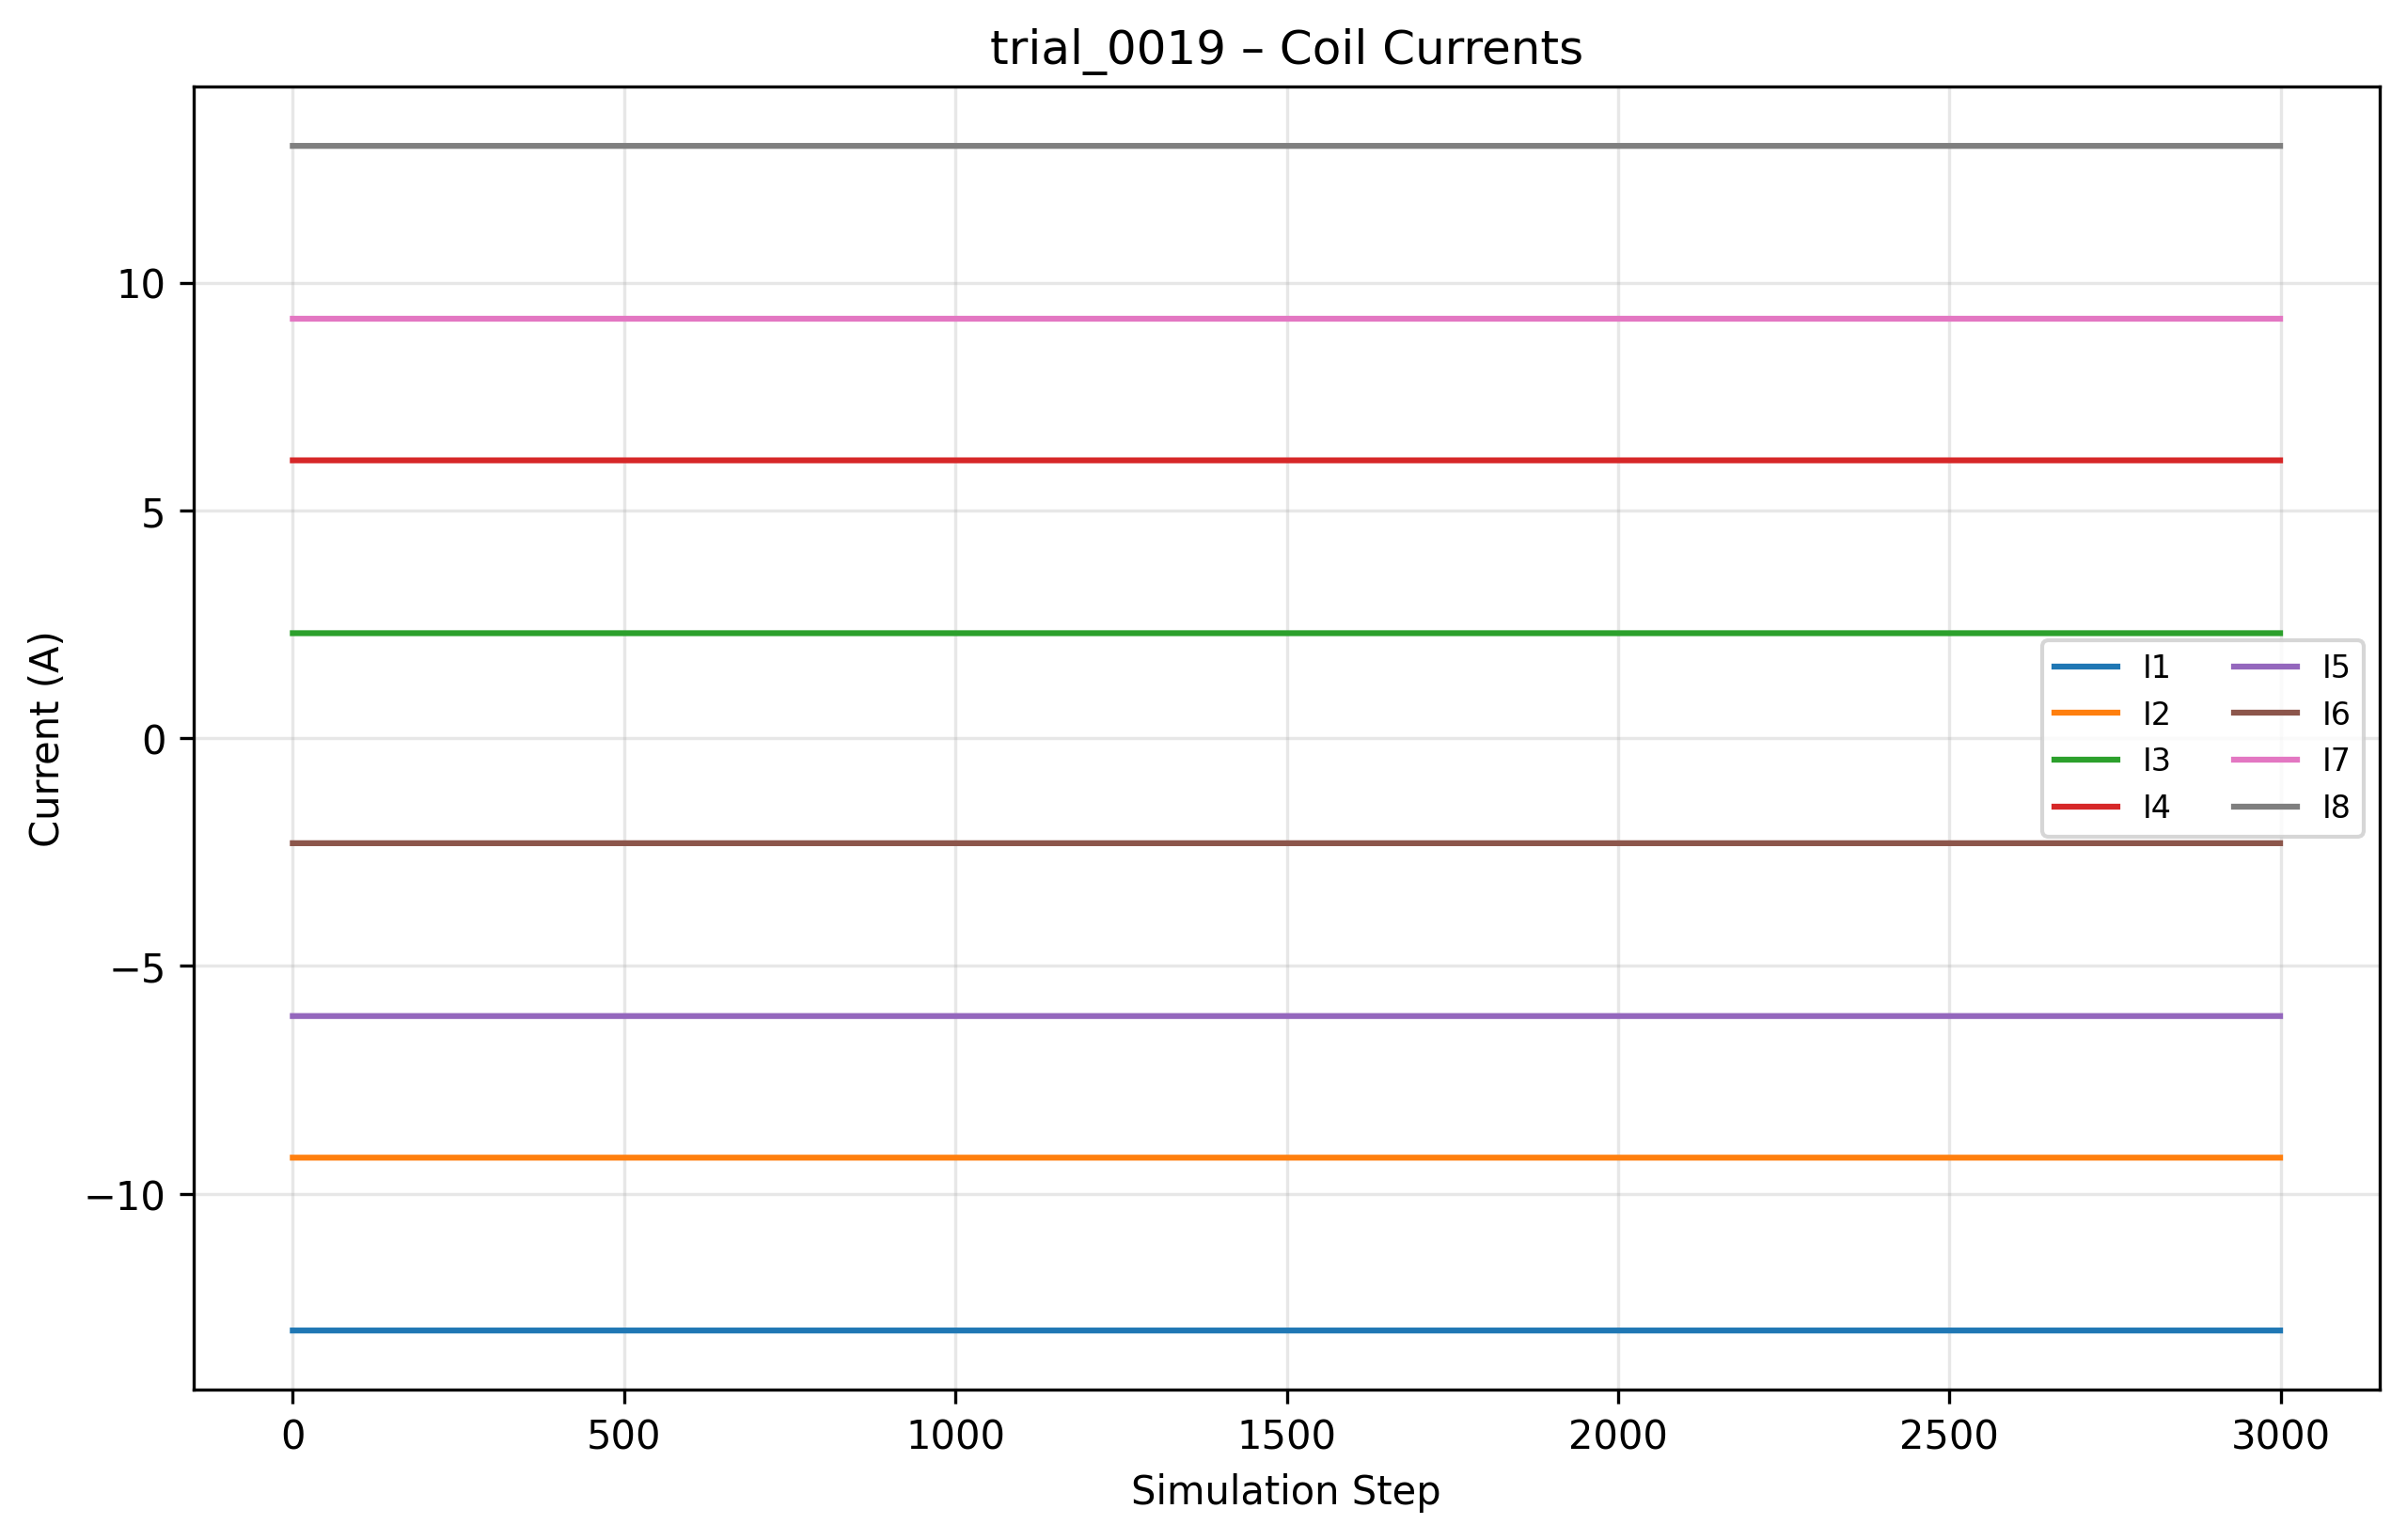 trial_0019 – Coil Currents
Current (A)
10
5
0
−5
−10
I1
I2
I3
I4
I5
I6
I7
I8
0
500
1000
1500
2000
2500
3000
Simulation Step